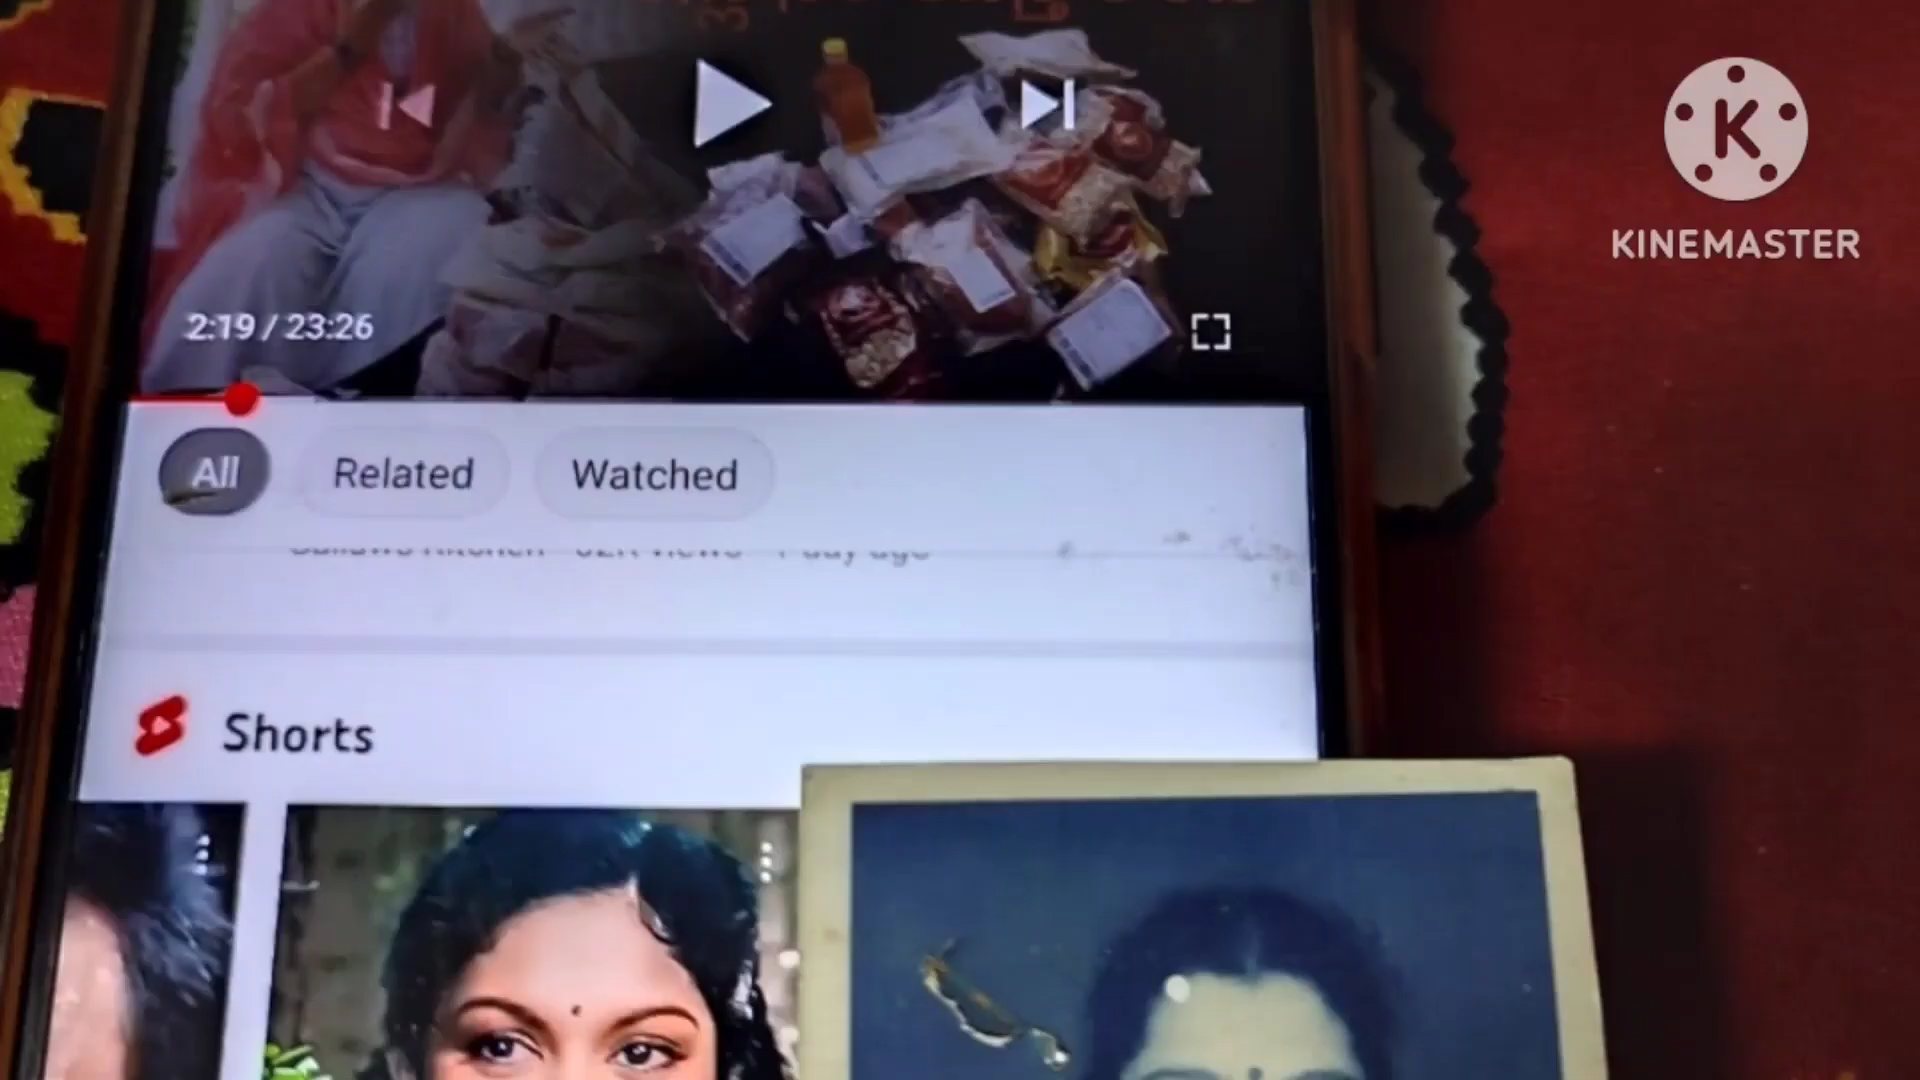 K
KINEMASTER
2:19 / 23:26
All
Related
Watched
Shorts